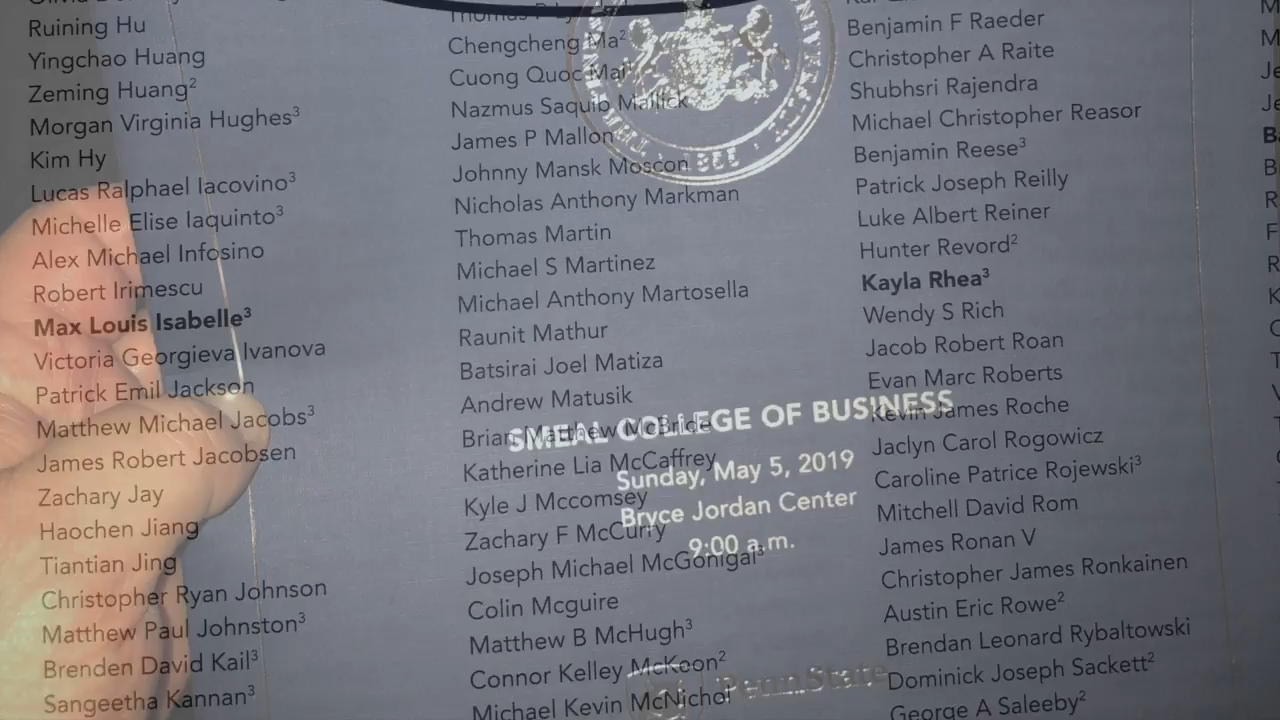 Ruining Hu
Yingchao Huang
Zeming Huang²
Morgan Virginia Hughes³
Kim Hy
Lucas Ralphael Iacovino³
Michelle Elise Iaquinto³
Alex Michael Infosino
Robert Irimescu
Max Louis Isabelle³
Victoria Georgieva Ivanova
Patrick Emil Jackson
Matthew Michael Jacobs³
James Robert Jacobsen
Zachary Jay
Haochen Jiang
Tiantian Jing
Christopher Ryan Johnson
Matthew Paul Johnston³
Brenden David Kail³
Sangeetha Kannan³
Thomas P
Chengcheng Ma²
Cuong Quoc Mai
Nazmus Saquib Mallick
James P Mallon
Johnny Mansk Moscon
Nicholas Anthony Markman
Thomas Martin
Michael S Martinez
Michael Anthony Martosella
Raunit Mathur
Batsirai Joel Matiza
Andrew Matusik
Brian Matthew McBride
Katherine Lia McCaffrey
Kyle J Mccomsey
Zachary F McCurry
Joseph Michael McGonigal³
Colin Mcguire
Matthew B McHugh³
Connor Kelley McKeon²
Michael Kevin McNichol
Benjamin F Raeder
Christopher A Raite
Shubhsri Rajendra
Michael Christopher Reasor
Benjamin Reese³
Patrick Joseph Reilly
Luke Albert Reiner
Hunter Revord²
Kayla Rhea³
Wendy S Rich
Jacob Robert Roan
Evan Marc Roberts
Kevin James Roche
Jaclyn Carol Rogowicz
Caroline Patrice Rojewski³
Mitchell David Rom
James Ronan V
Christopher James Ronkainen
Austin Eric Rowe²
Brendan Leonard Rybaltowski
Dominick Joseph Sackett²
George A Saleeby²
SMEAL COLLEGE OF BUSINESS
Sunday, May 5, 2019
Bryce Jordan Center
9:00 a.m.
PennState